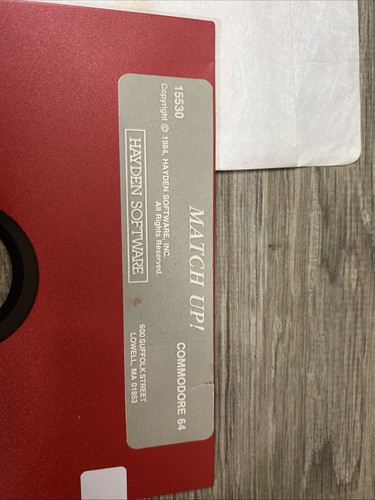 15530
MATCH UP!
COMMODORE 64
Copyright © 1984, HAYDEN SOFTWARE, INC.
All Rights Reserved.
HAYDEN SOFTWARE
600 SUFFOLK STREET
LOWELL, MA 01853